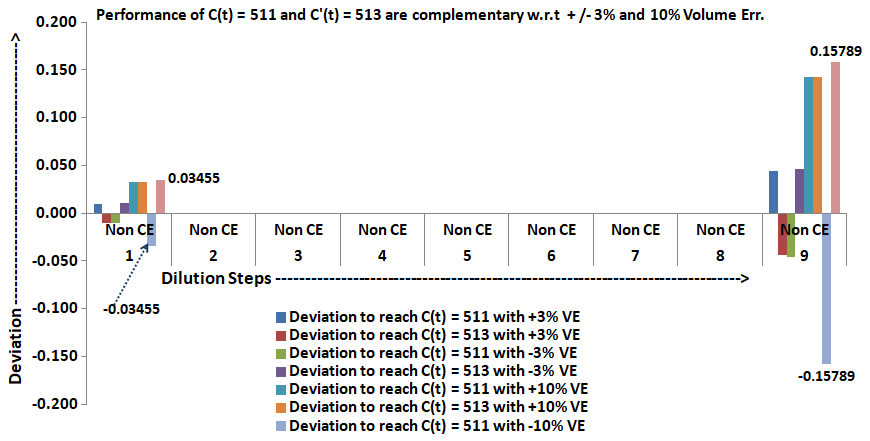 Performance of C(t) = 511 and C'(t) = 513 are complementary w.r.t + /- 3% and 10% Volume Err.
0.200
0.150
0.100
0.050
0.000
-0.050
-0.100
-0.150
-0.200
Deviation ---------------------------------------->
0.03455
-0.03455
0.15789
-0.15789
Non CE Non CE Non CE Non CE Non CE Non CE Non CE Non CE Non CE
1 2 3 4 5 6 7 8 9
Dilution Steps ------------------------------------------------------------>
Deviation to reach C(t) = 511 with +3% VE
Deviation to reach C(t) = 513 with +3% VE
Deviation to reach C(t) = 511 with -3% VE
Deviation to reach C(t) = 513 with -3% VE
Deviation to reach C(t) = 511 with +10% VE
Deviation to reach C(t) = 513 with +10% VE
Deviation to reach C(t) = 511 with -10% VE